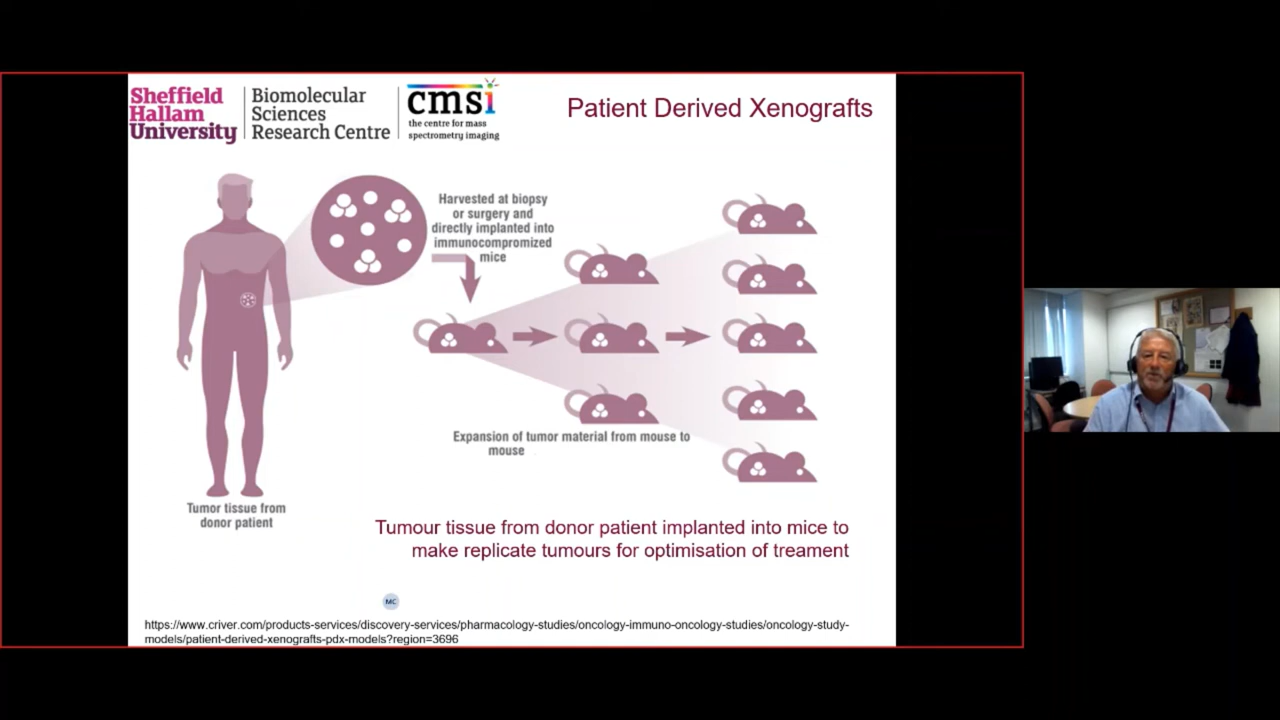 Sheffield
Hallam
University
Biomolecular
Sciences
Research Centre
cmsi
the centre for mass
spectrometry imaging
Patient Derived Xenografts
Harvested at biopsy
or surgery and
directly implanted into
immunocompromized
mice
Expansion of tumor material from mouse to
mouse
Tumor tissue from
donor patient
Tumour tissue from donor patient implanted into mice to
make replicate tumours for optimisation of treament
MC
https://www.criver.com/products-services/discovery-services/pharmacology-studies/oncology-immuno-oncology-studies/oncology-study-
models/patient-derived-xenografts-pdx-models?region=3696